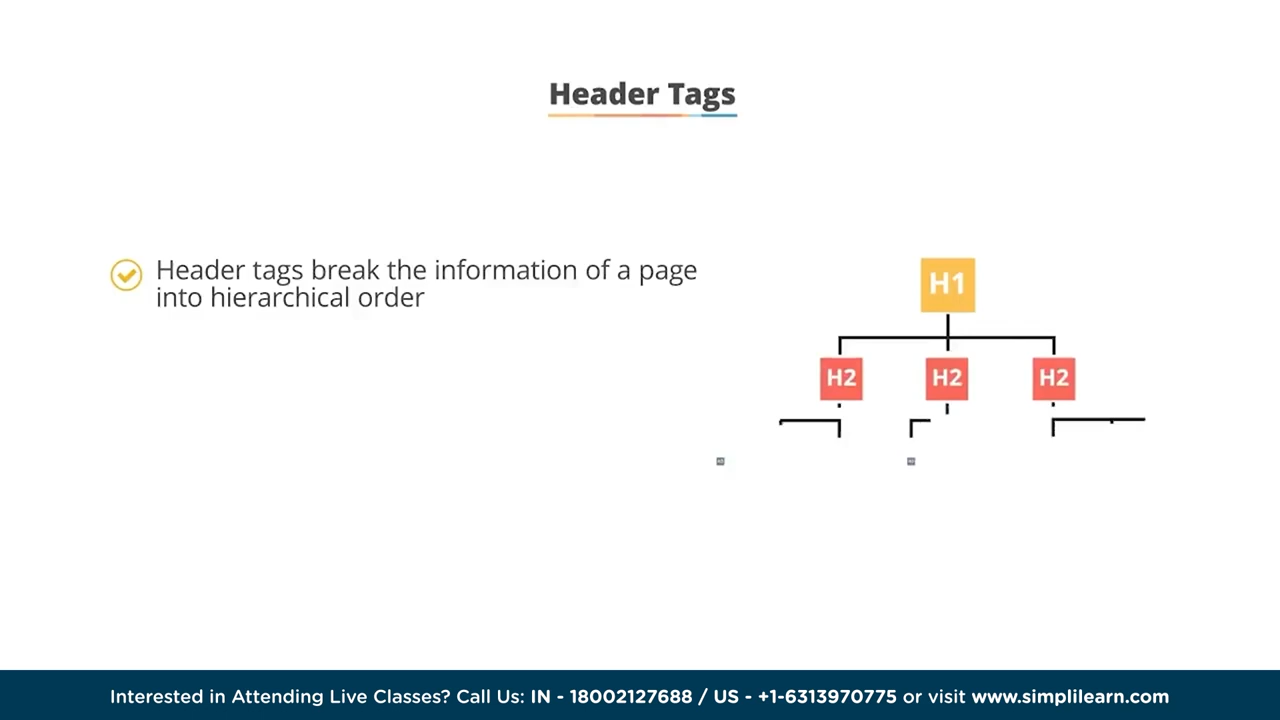 Header Tags
Header tags break the information of a page
into hierarchical order
H1
H2 H2 H2
Interested in Attending Live Classes? Call Us: IN - 18002127688 / US - +1-6313970775 or visit www.simplilearn.com